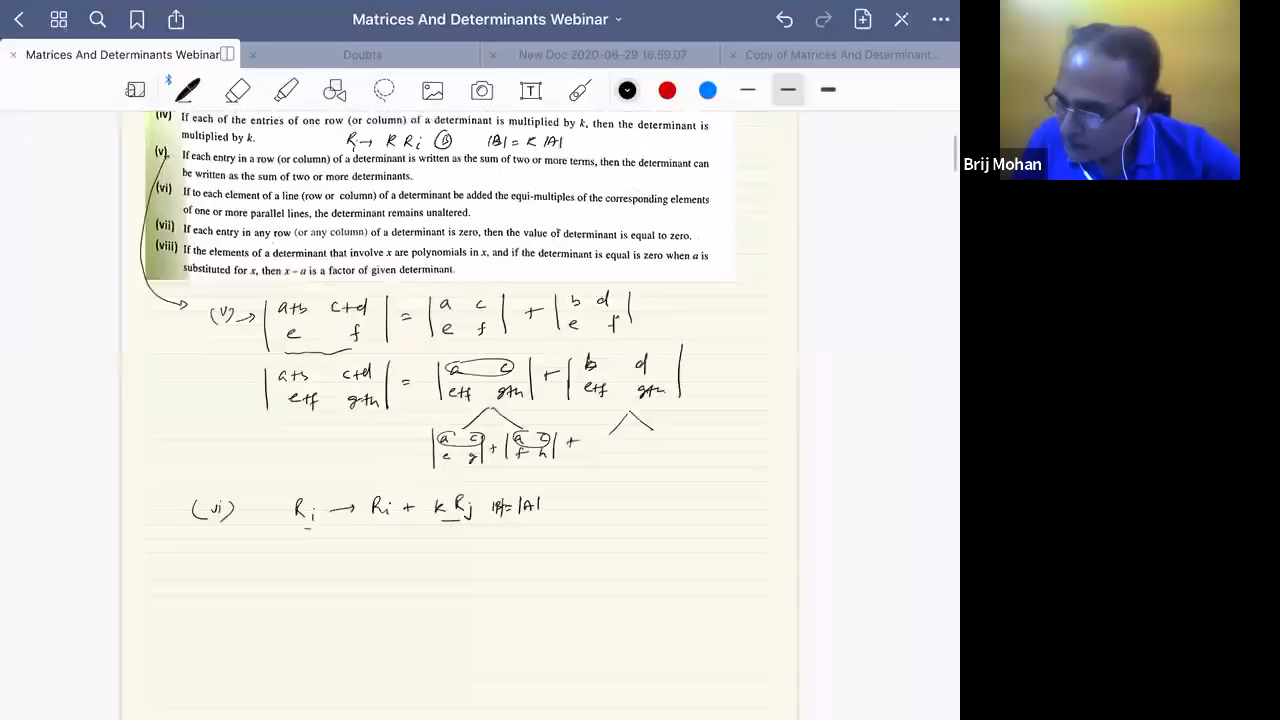 Matrices And Determinants Webinar
Matrices And Determinants Webinar
Doubts
New Doc 2020-06-29 16:59:07
Copy of Matrices And Determinant...
T
(iv) If each of the entries of one row (or column) of a determinant is multiplied by k, then the determinant is
multiplied by k. Ri → K Ri (B) |B| = K |A|
(v) If each entry in a row (or column) of a determinant is written as the sum of two or more terms, then the determinant can
be written as the sum of two or more determinants.
(vi) If to each element of a line (row or column) of a determinant be added the equi-multiples of the corresponding elements
of one or more parallel lines, the determinant remains unaltered.
(vii) If each entry in any row (or any column) of a determinant is zero, then the value of determinant is equal to zero.
(viii) If the elements of a determinant that involve x are polynomials in x, and if the determinant is equal is zero when a is
substituted for x, then x – a is a factor of given determinant.
(v) → | a+b c+d | = | a c | + | b d |
| e f | | e f | | e f |
| a+b c+d | = | a c | + | b d |
| e+f g+h | | e+f g+h | | e+f g+h |
| a c | + | a c | +
| e g | | f h |
(vi) Ri → Ri + k Rj |B| = |A|
Brij Mohan